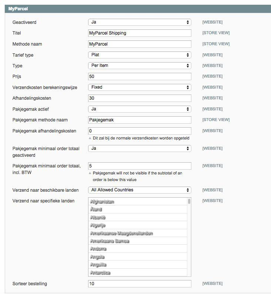 MyParcel
Geactiveerd Ja [WEBSITE]
Titel MyParcel Shipping [STORE VIEW]
Methode naam MyParcel [STORE VIEW]
Tarief type Plat [WEBSITE]
Type Per item [WEBSITE]
Prijs 50 [WEBSITE]
Verzendkosten berekeningswijze Fixed [WEBSITE]
Afhandelingskosten 30 [WEBSITE]
Pakjegemak actief Ja [WEBSITE]
Pakjegemak methode naam Pakjegemak [STORE VIEW]
Pakjegemak afhandelingskosten 0 [WEBSITE]
Dit zal bij de normale verzendkosten worden opgeteld
Pakjegemak minimaal order totaal geactiveerd Ja [WEBSITE]
Pakjegemak minimaal order totaal, incl. BTW 5 [WEBSITE]
Pakjegemak will not be visible if the subtotal of an
order is below this value
Verzend naar beschikbare landen All Allowed Countries [WEBSITE]
Verzend naar specifieke landen [WEBSITE]
Afghanistan
Åland
Albanië
Algerije
Amerikaanse Maagdeneilanden
Amerikaans Samoa
Andorra
Angola
Anguilla
Antarctica
Sorteer bestelling 10 [WEBSITE]